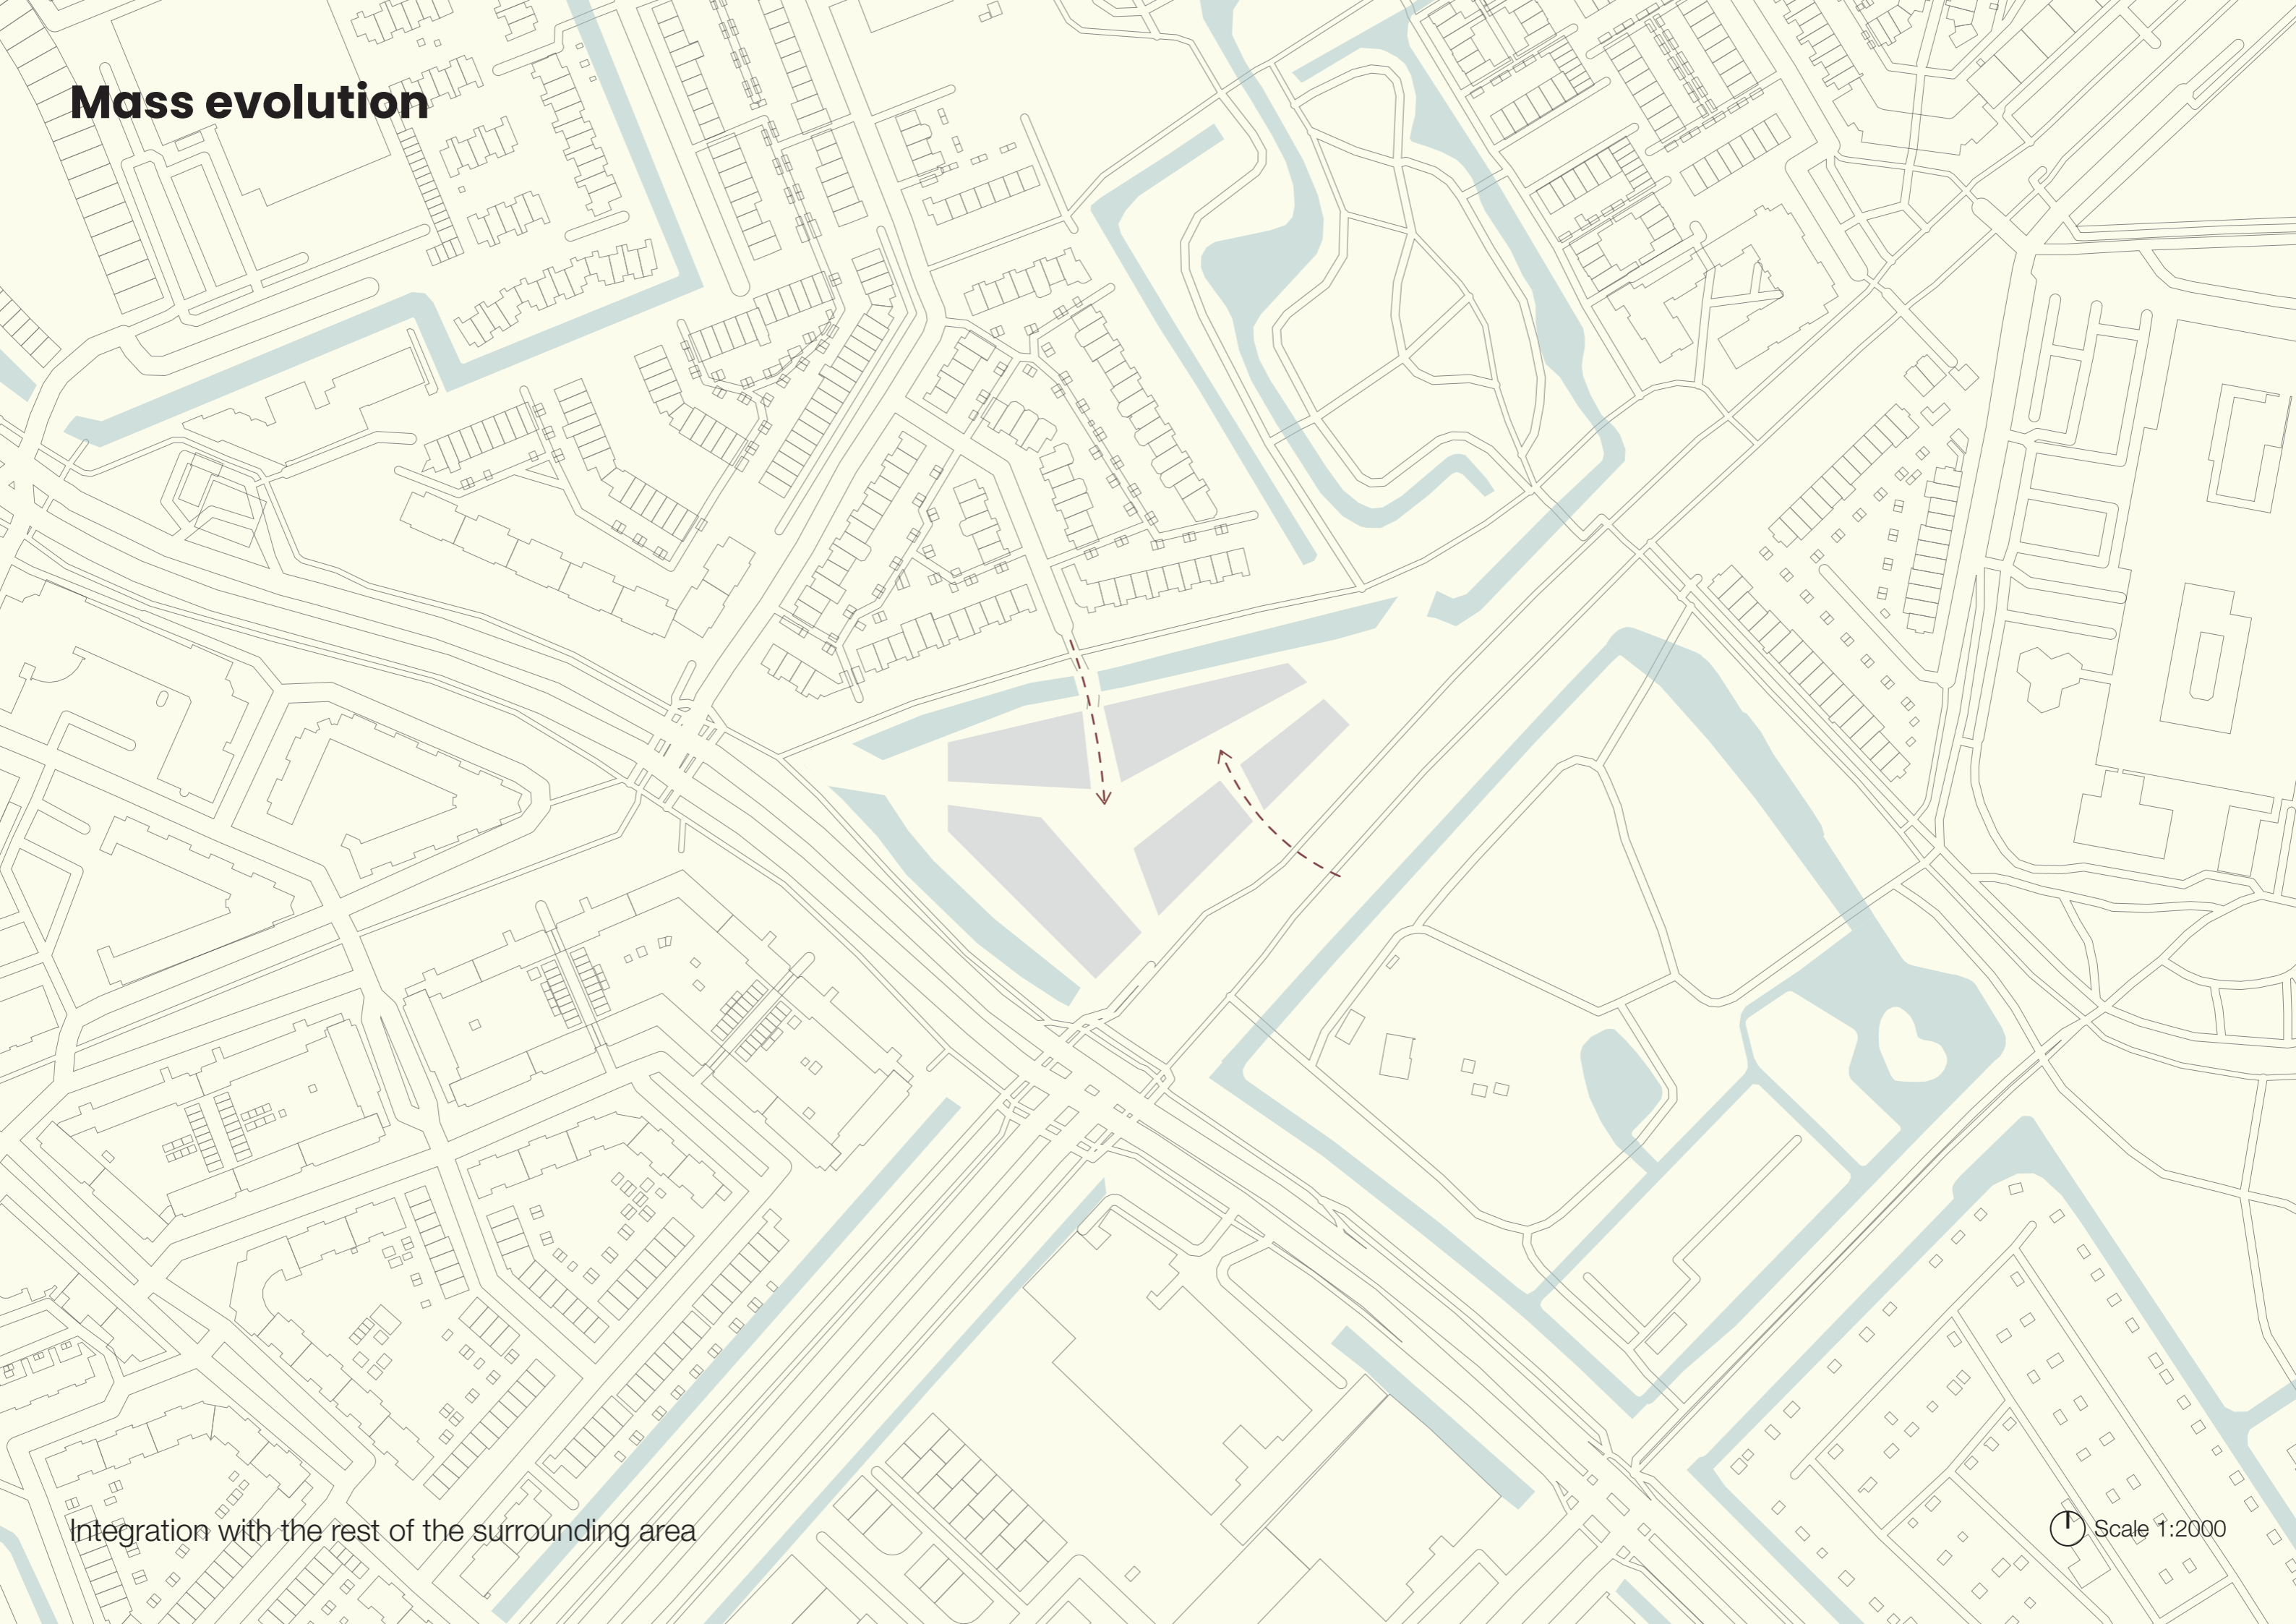 Mass evolution
Integration with the rest of the surrounding area
Scale 1:2000